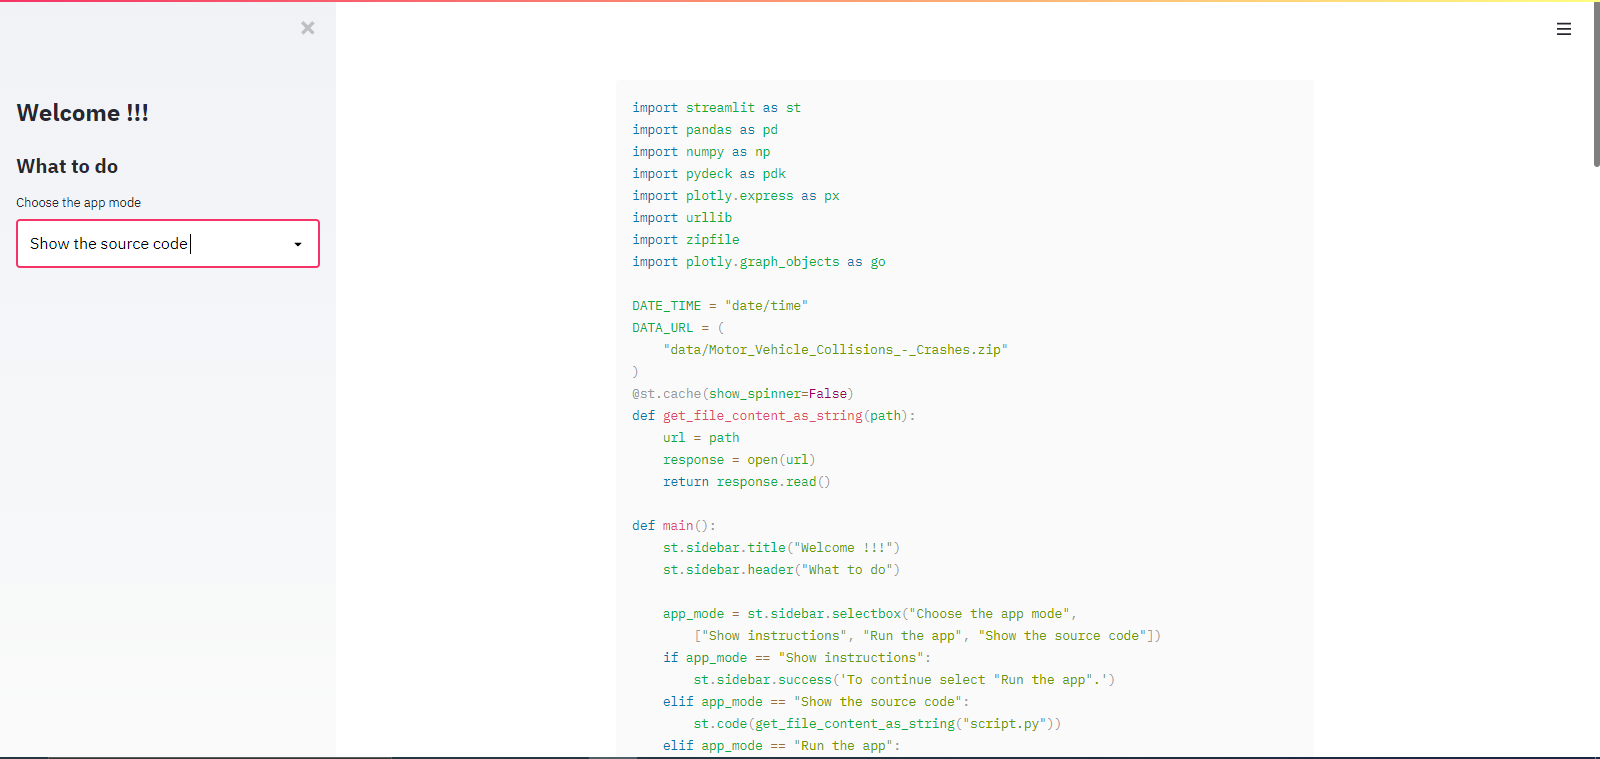 Welcome !!!
What to do
Choose the app mode
Show the source code
import streamlit as st
import pandas as pd
import numpy as np
import pydeck as pdk
import plotly.express as px
import urllib
import zipfile
import plotly.graph_objects as go
DATE_TIME = "date/time"
DATA_URL = (
    "data/Motor_Vehicle_Collisions_-_Crashes.zip"
)
@st.cache(show_spinner=False)
def get_file_content_as_string(path):
    url = path
    response = open(url)
    return response.read()
def main():
    st.sidebar.title("Welcome !!!")
    st.sidebar.header("What to do")
    app_mode = st.sidebar.selectbox("Choose the app mode",
        ["Show instructions", "Run the app", "Show the source code"])
    if app_mode == "Show instructions":
        st.sidebar.success('To continue select "Run the app".')
    elif app_mode == "Show the source code":
        st.code(get_file_content_as_string("script.py"))
    elif app_mode == "Run the app":